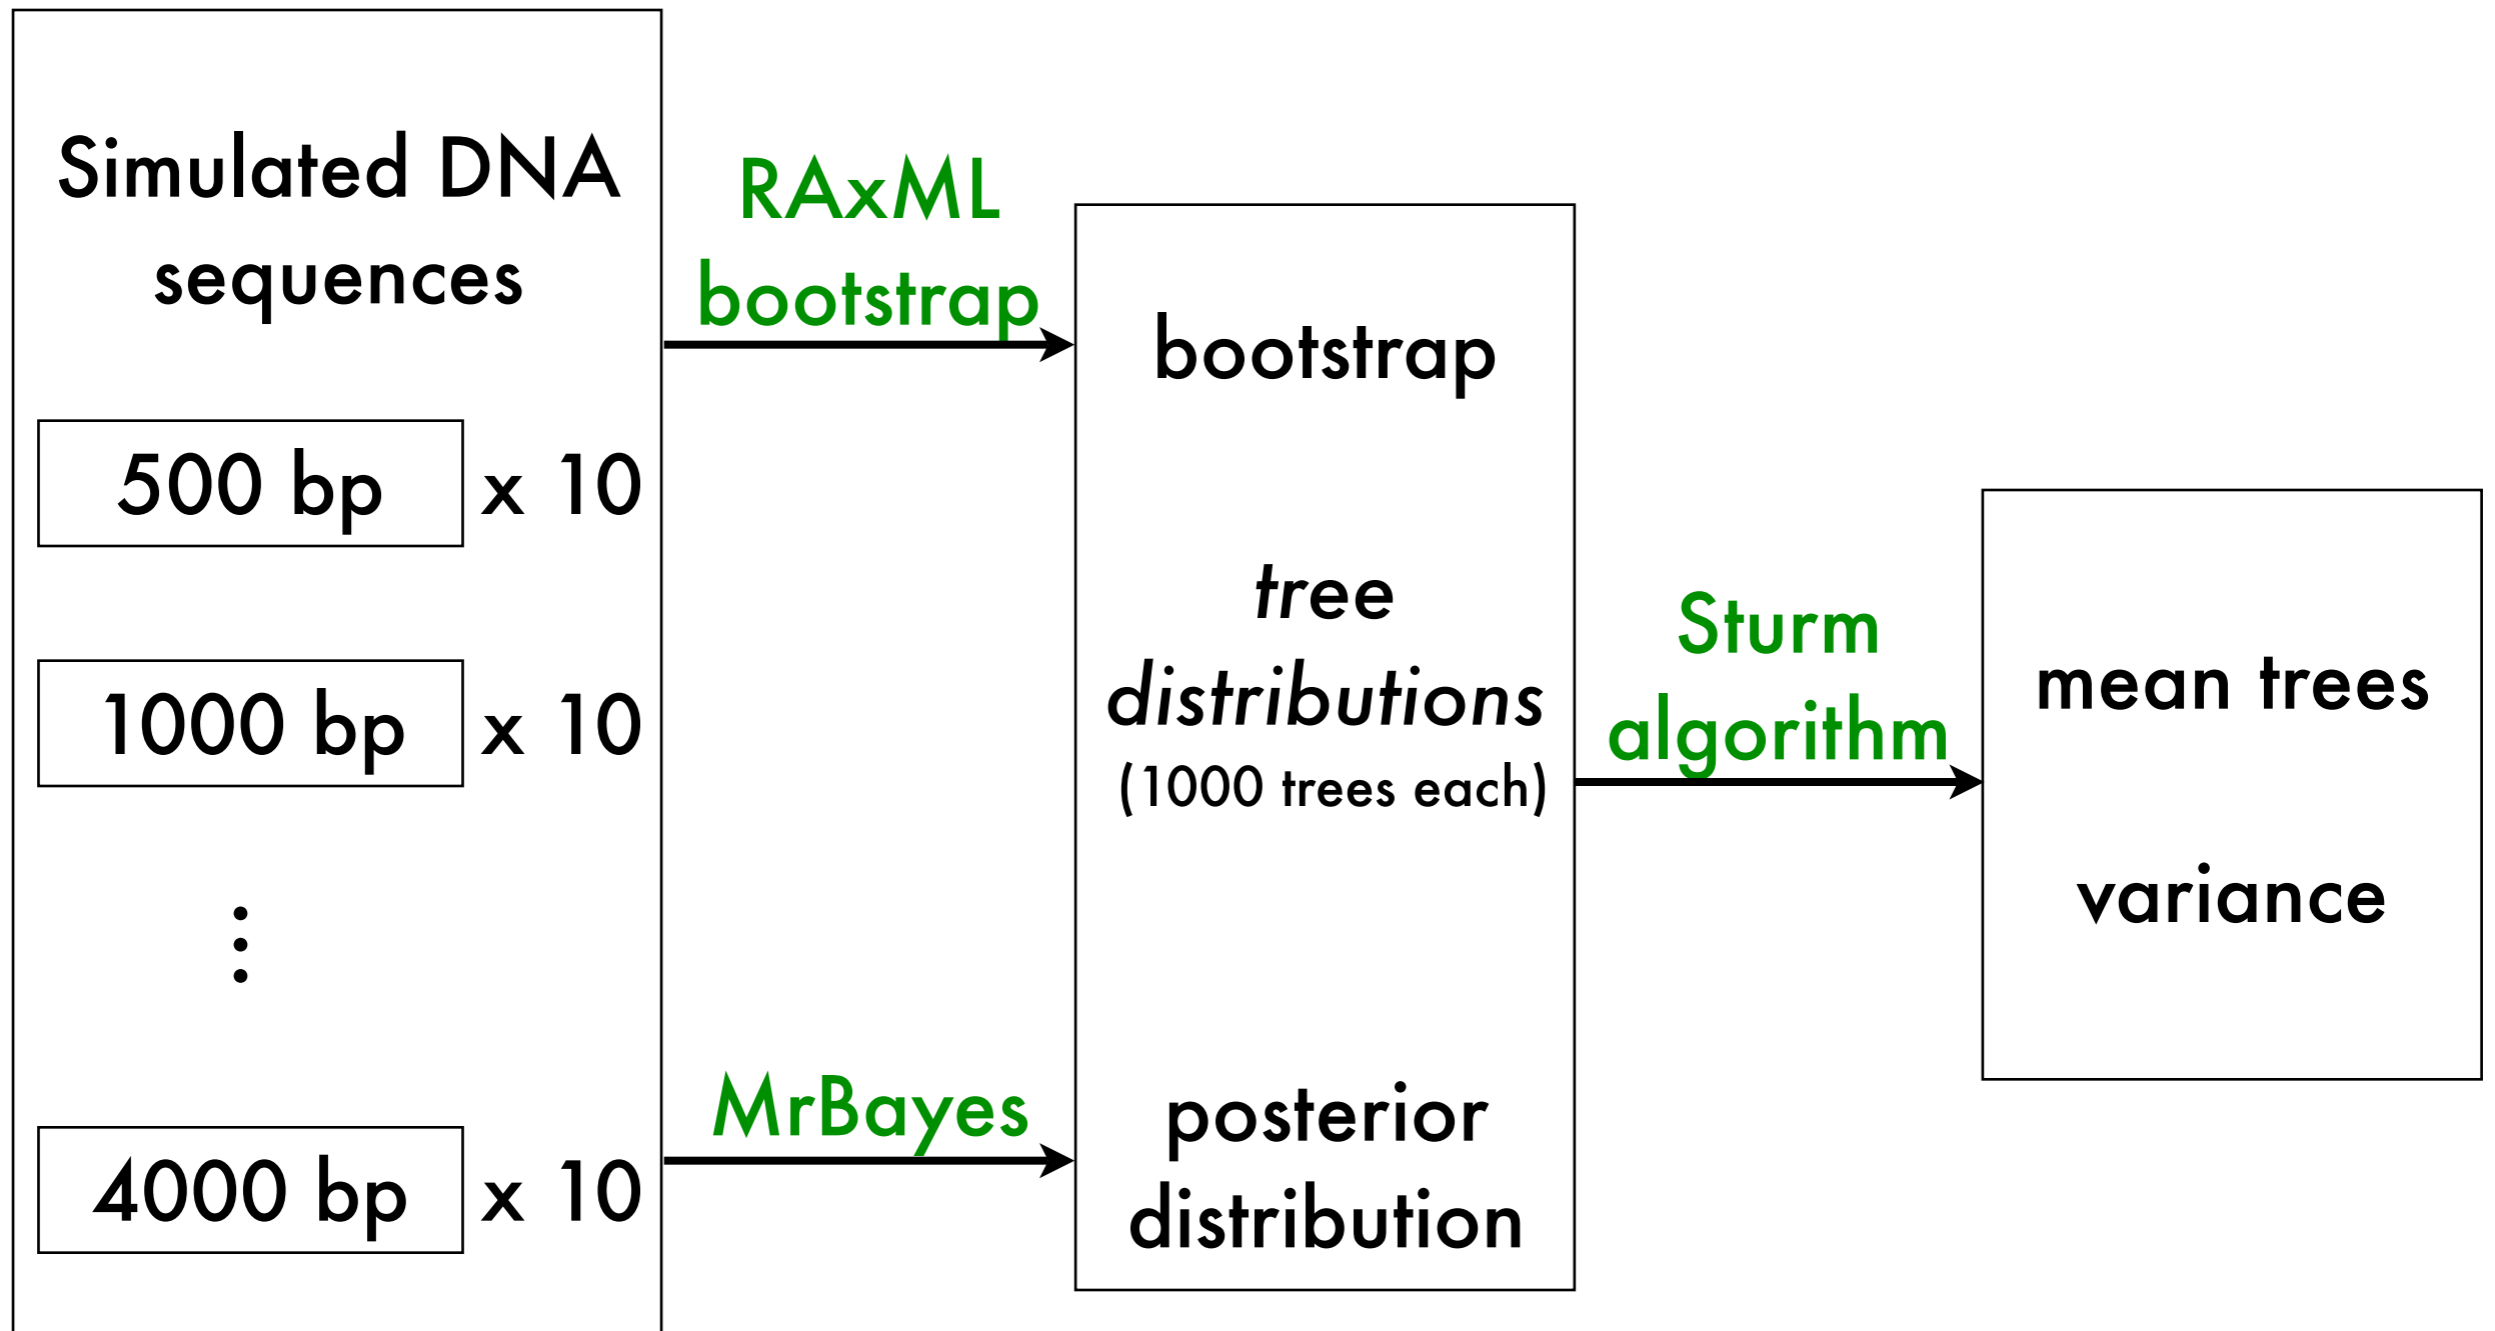 Simulated DNA
sequences
500 bp x 10
1000 bp x 10
⋮
4000 bp x 10
RAxML
bootstrap
MrBayes
bootstrap
tree
distributions
(1000 trees each)
posterior
distribution
Sturm
algorithm
mean trees
variance